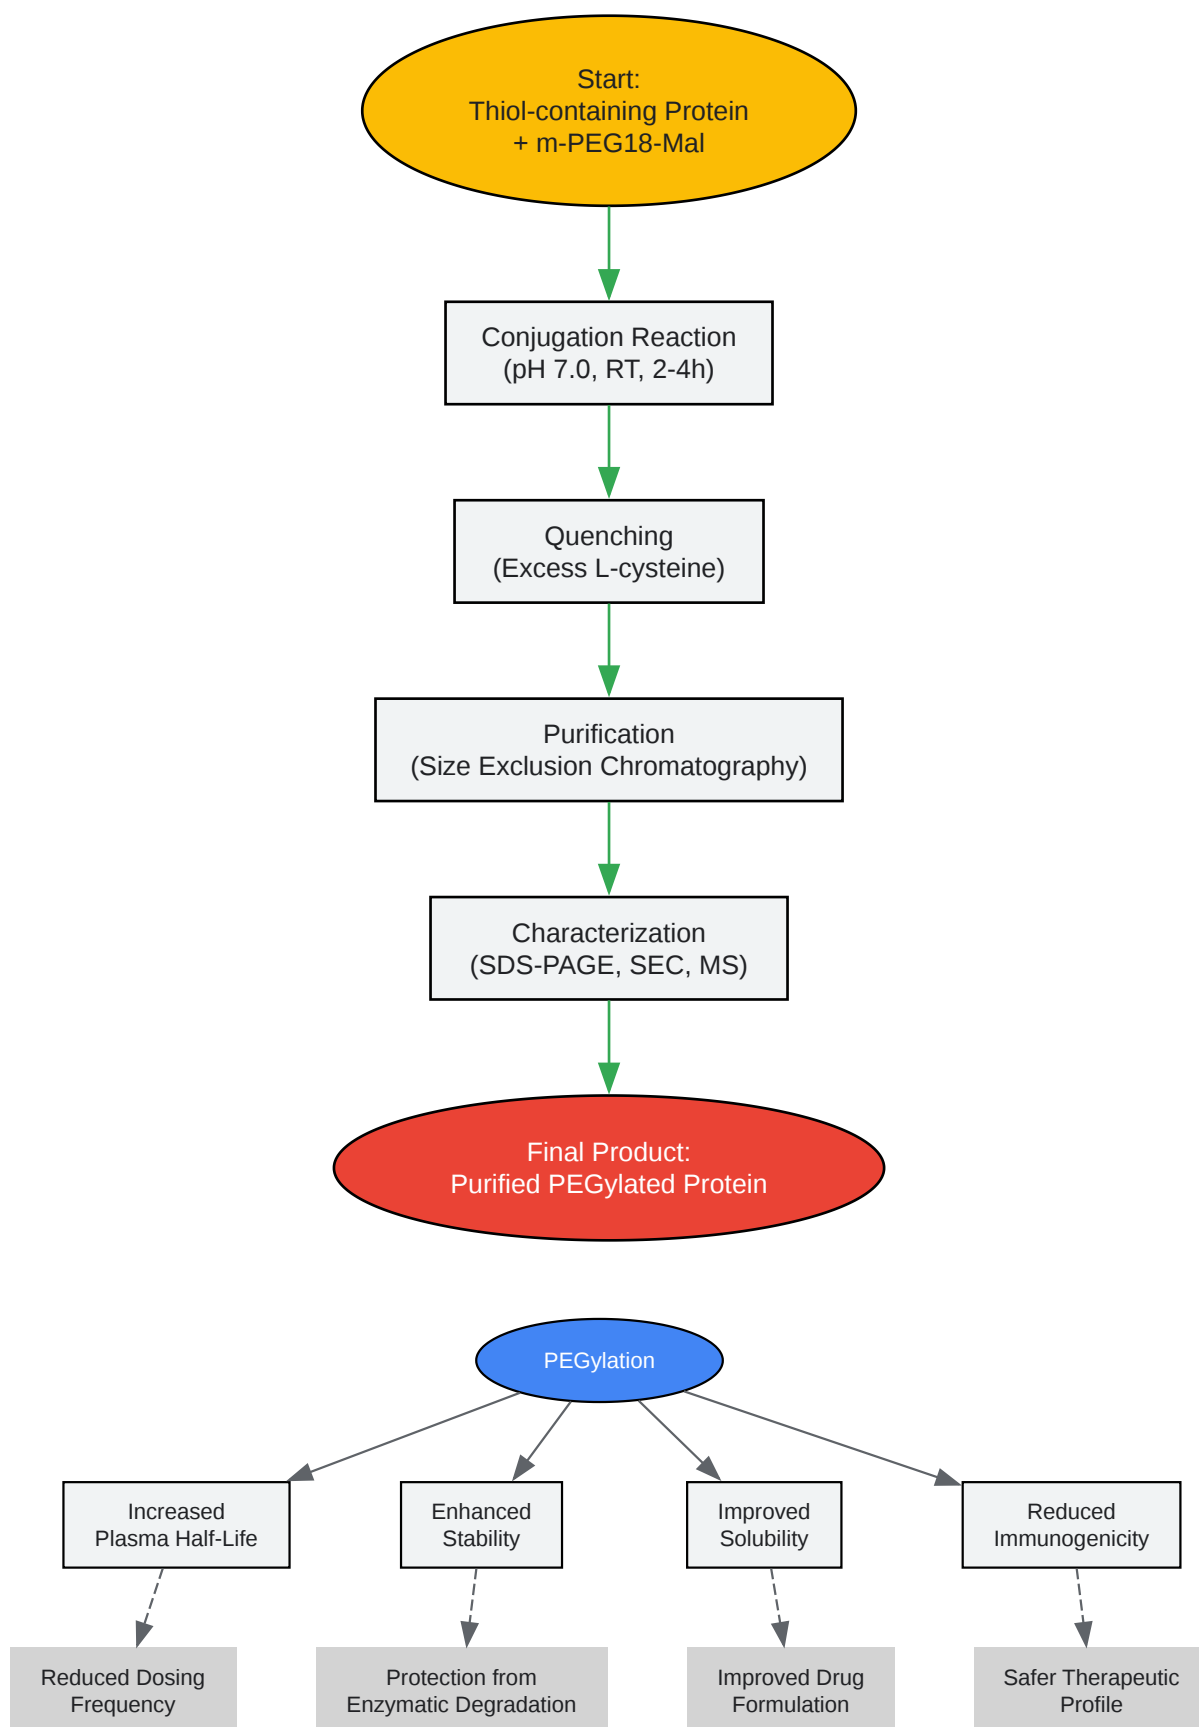 Start:
Thiol-containing Protein
+ m-PEG18-Mal
Conjugation Reaction
(pH 7.0, RT, 2-4h)
Quenching
(Excess L-cysteine)
Purification
(Size Exclusion Chromatography)
Characterization
(SDS-PAGE, SEC, MS)
Final Product:
Purified PEGylated Protein
PEGylation
Increased
Plasma Half-Life
Enhanced
Stability
Improved
Solubility
Reduced
Immunogenicity
Reduced Dosing
Frequency
Protection from
Enzymatic Degradation
Improved Drug
Formulation
Safer Therapeutic
Profile